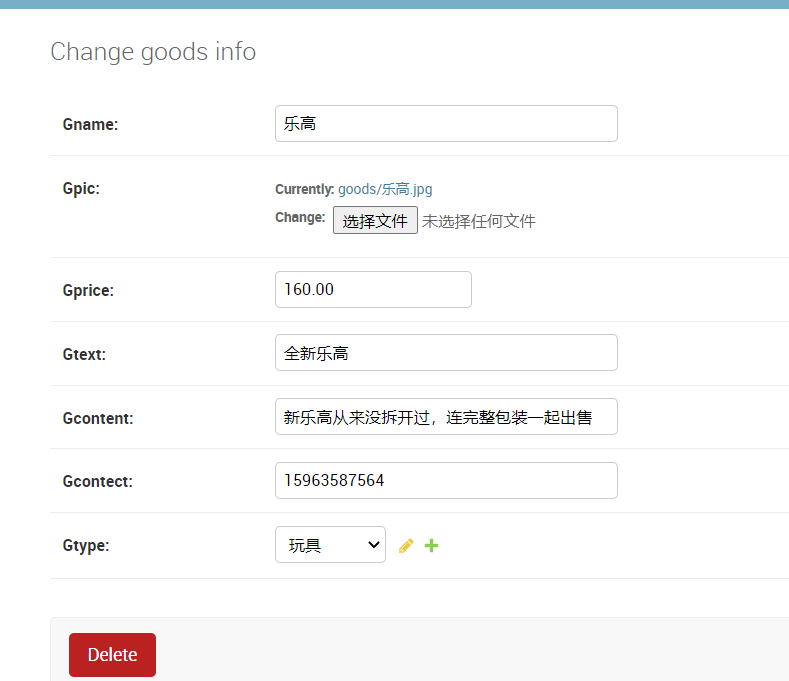 Change goods info
Gname: 乐高
Gpic: Currently: goods/乐高.jpg
Change: 选择文件 未选择任何文件
Gprice: 160.00
Gtext: 全新乐高
Gcontent: 新乐高从来没拆开过，连完整包装一起出售
Gcontect: 15963587564
Gtype: 玩具
Delete